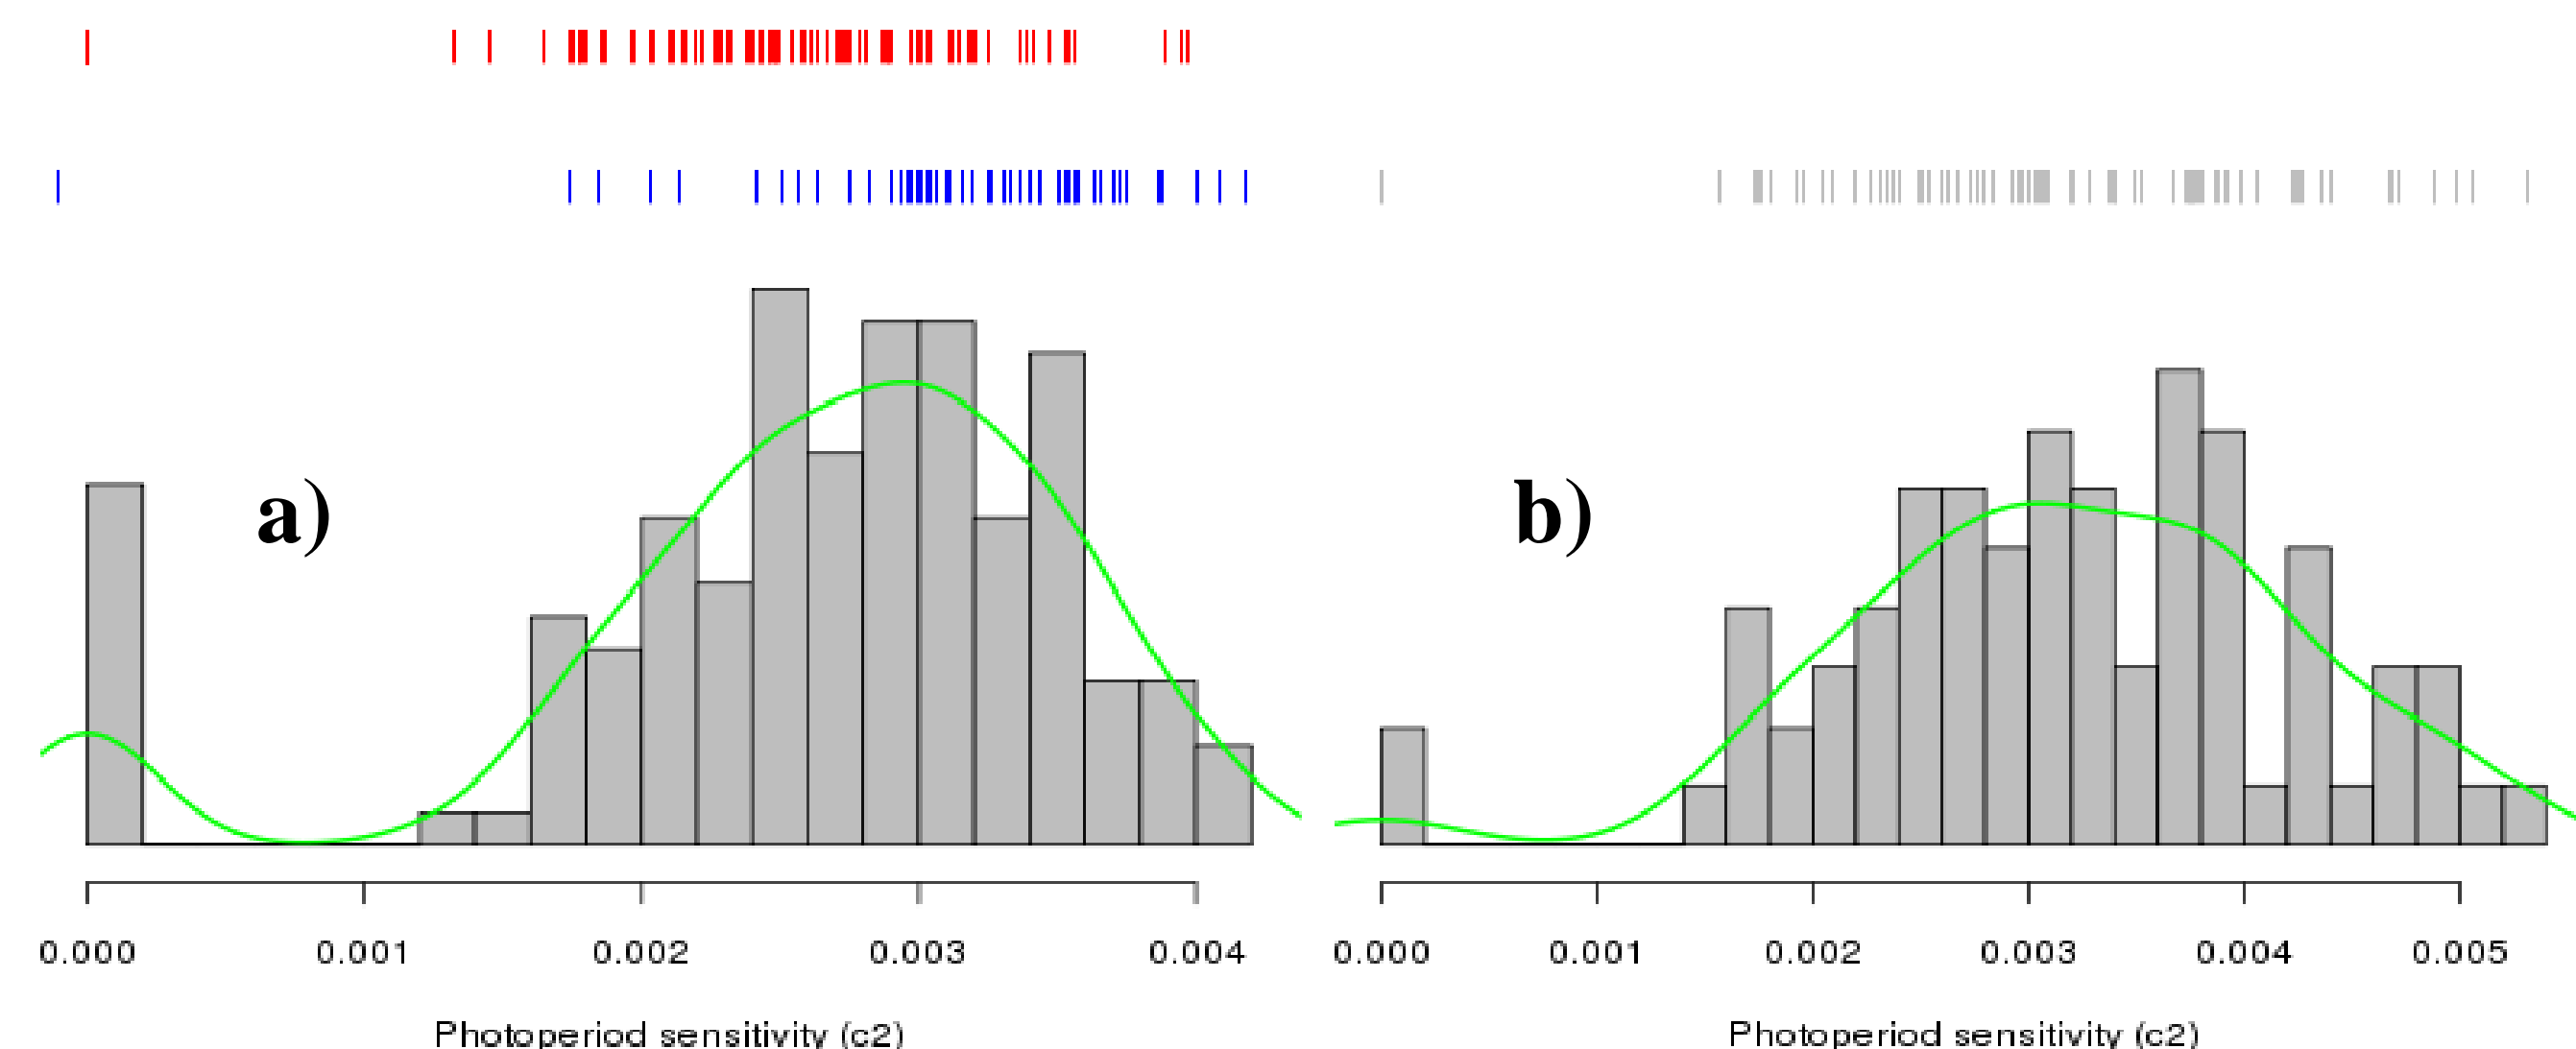 a)
b)
0.000 0.001 0.002 0.003 0.004
0.000 0.001 0.002 0.003 0.004 0.005
Photoperiod sensitivity (c2)
Photoperiod sensitivity (c2)